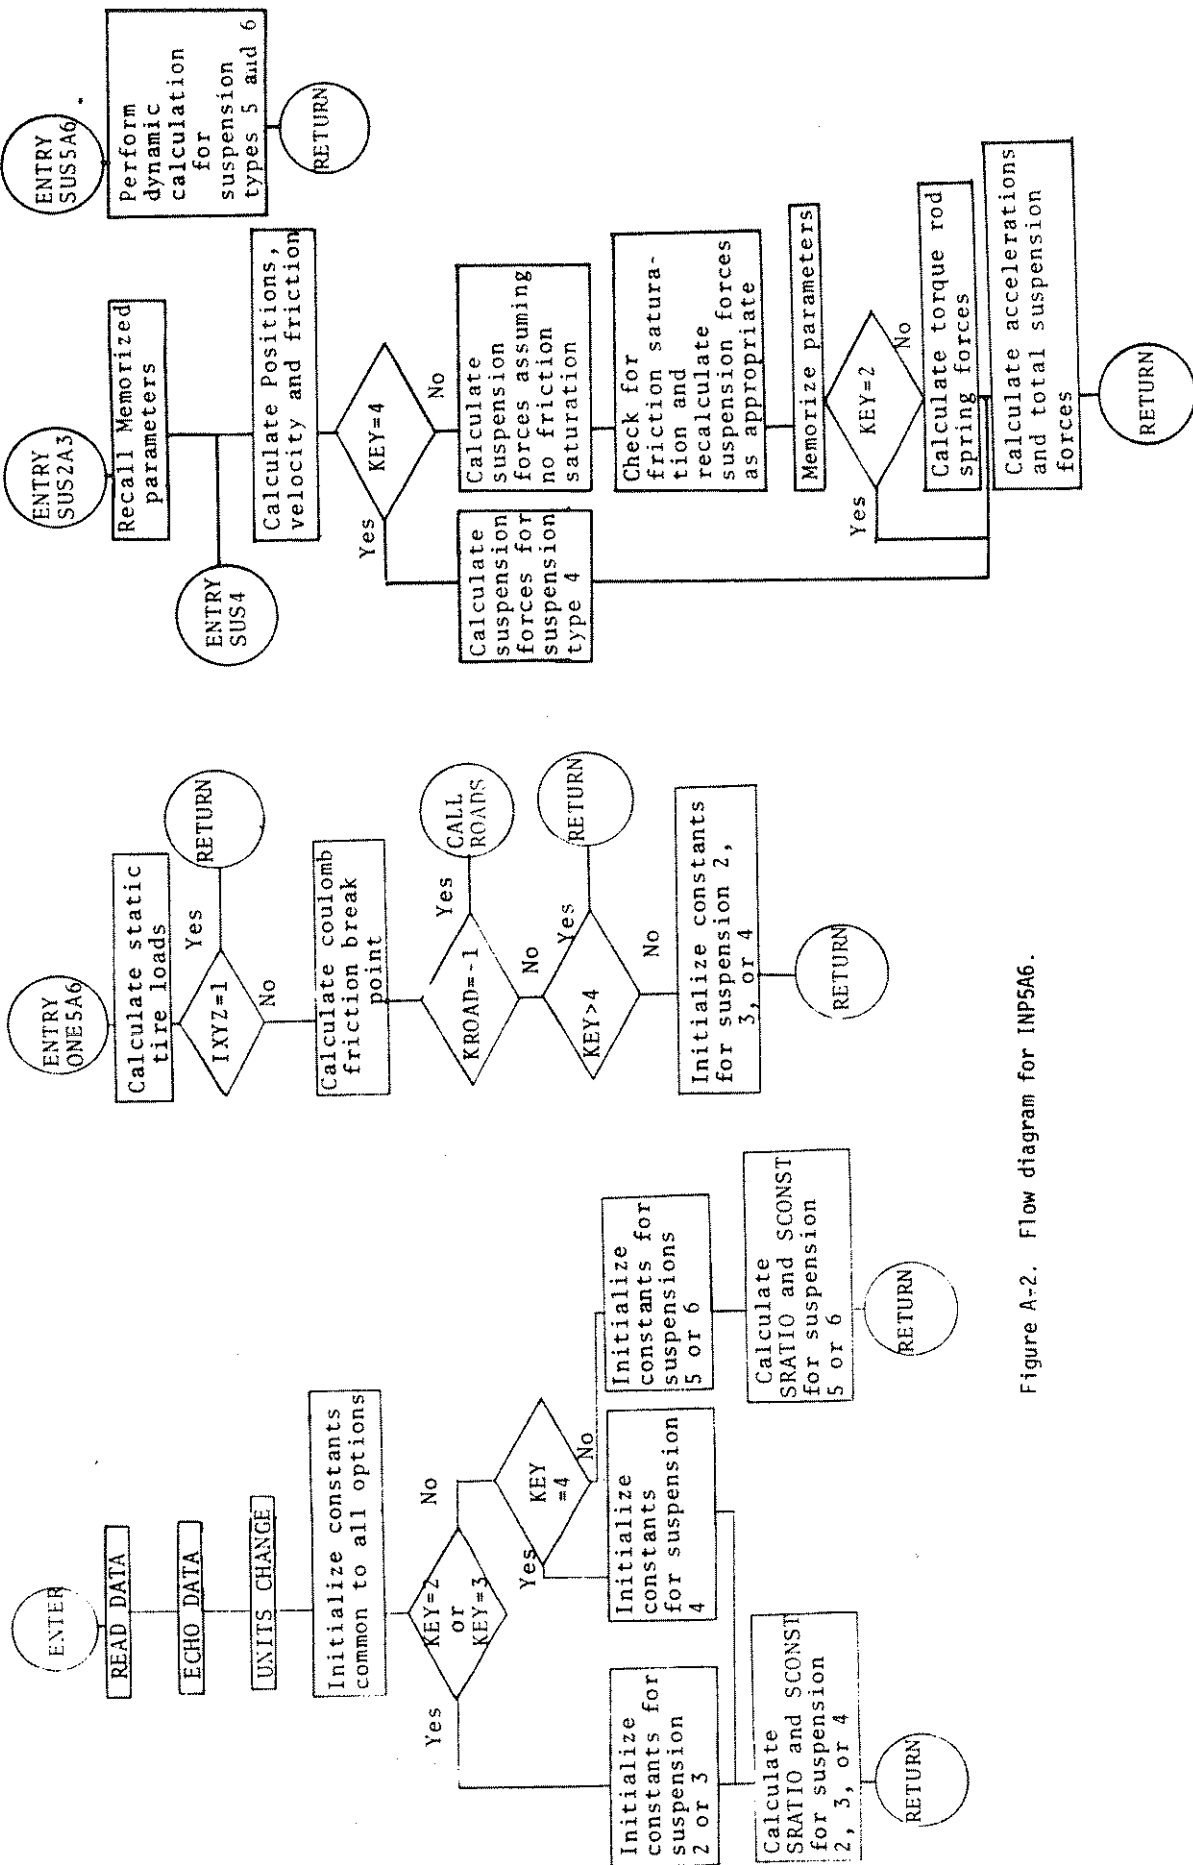 ENTER
READ DATA
ECHO DATA
UNITS CHANGE
Initialize constants
common to all options
KEY=2
or
KEY=3
Yes
No
KEY
=4
Yes
No
Initialize
constants for
suspension
2 or 3
Initialize
constants
for suspension
4
Initialize
constants for
suspensions
5 or 6
Calculate
SRATIO and SCONST
for suspension
2, 3, or 4
RETURN
Calculate
SRATIO and SCONST
for suspension
5 or 6
RETURN
ENTRY
ONE5A6
Calculate static
tire loads
IXYZ=1
Yes
RETURN
No
Calculate coulomb
friction break
point
KROAD=-1
Yes
CALL
ROADS
No
KEY>4
Yes
RETURN
No
Initialize constants
for suspension 2,
3, or 4
RETURN
ENTRY
SUS2A3
Recall Memorized
parameters
ENTRY
SUS4
Calculate Positions,
velocity and friction
KEY=4
Yes
No
Calculate
suspension
forces for
suspension
type 4
Calculate
suspension
forces assuming
no friction
saturation
Check for
friction satura-
tion and
recalculate
suspension forces
as appropriate
Memorize parameters
KEY=2
Yes
No
Calculate torque rod
spring forces
Calculate accelerations
and total suspension
forces
RETURN
ENTRY
SUS5A6
Perform
dynamic
calculation
for
suspension
types 5 and 6
RETURN
Figure A-2. Flow diagram for INP5A6.